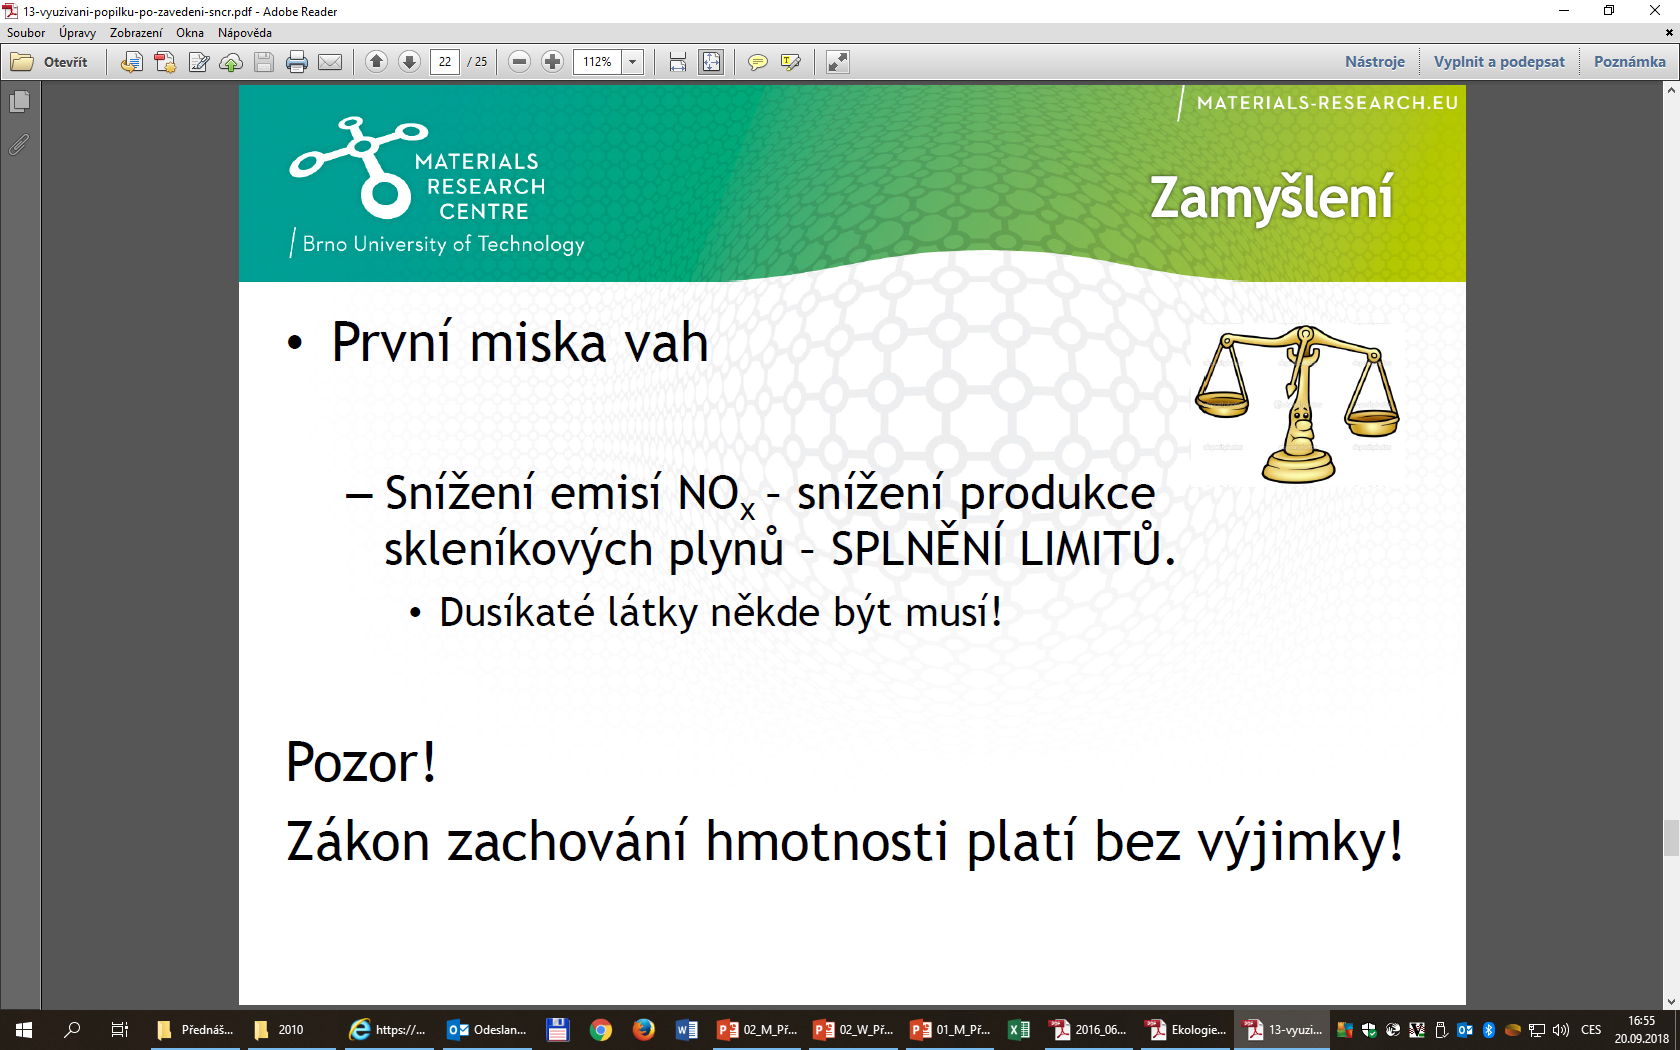 13-vyuzivani-popilku-po-zavedeni-sncr.pdf - Adobe Reader
Soubor Úpravy Zobrazení Okna Nápověda
Otevřít 22 / 25 112% Nástroje Vyplnit a podepsat Poznámka
MATERIALS-RESEARCH.EU
MATERIALS
RESEARCH
CENTRE
Brno University of Technology
Zamyšlení
• První miska vah
– Snížení emisí NOx – snížení produkce
skleníkových plynů – SPLNĚNÍ LIMITŮ.
• Dusíkaté látky někde být musí!
Pozor!
Zákon zachování hmotnosti platí bez výjimky!
Přednáš... 2010 https://... Odeslan... 02_M_Př... 02_W_Př... 01_M_Př... 2016_06... Ekologie... 13-vyuzi... CES 16:55
20.09.2018